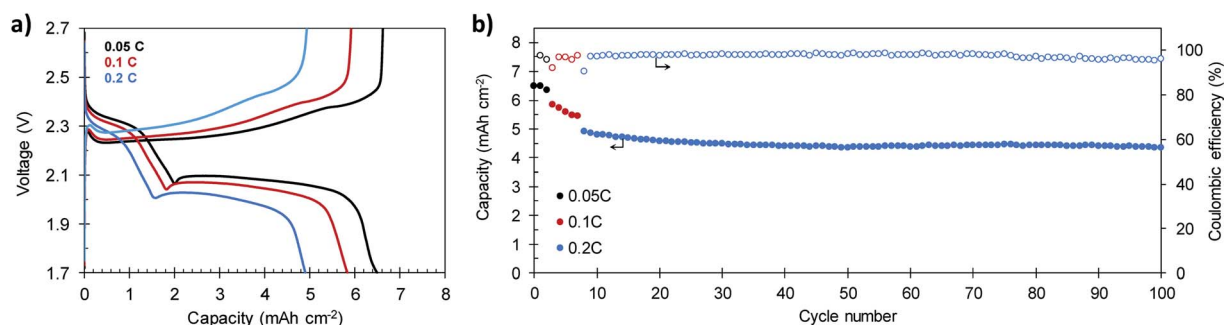 a)
2.7
2.5
2.3
2.1
1.9
1.7
Voltage (V)
0.05 C
0.1 C
0.2 C
0 1 2 3 4 5 6 7 8
Capacity (mAh cm-2)
b)
8
7
6
5
4
3
2
1
0
Capacity (mAh cm-2)
0.05C
0.1C
0.2C
0 10 20 30 40 50 60 70 80 90 100
Cycle number
100
80
60
40
20
0
Coulombic efficiency (%)